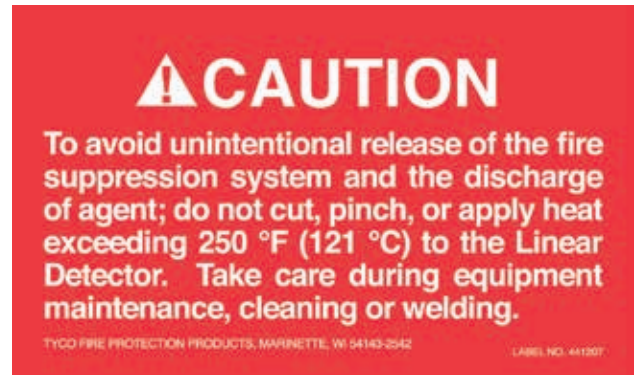 CAUTION
To avoid unintentional release of the fire
suppression system and the discharge
of agent; do not cut, pinch, or apply heat
exceeding 250 °F (121 °C) to the Linear
Detector. Take care during equipment
maintenance, cleaning or welding.
TYCO FIRE PROTECTION PRODUCTS, MARINETTE, WI 54143-2542
LABEL NO. 441207